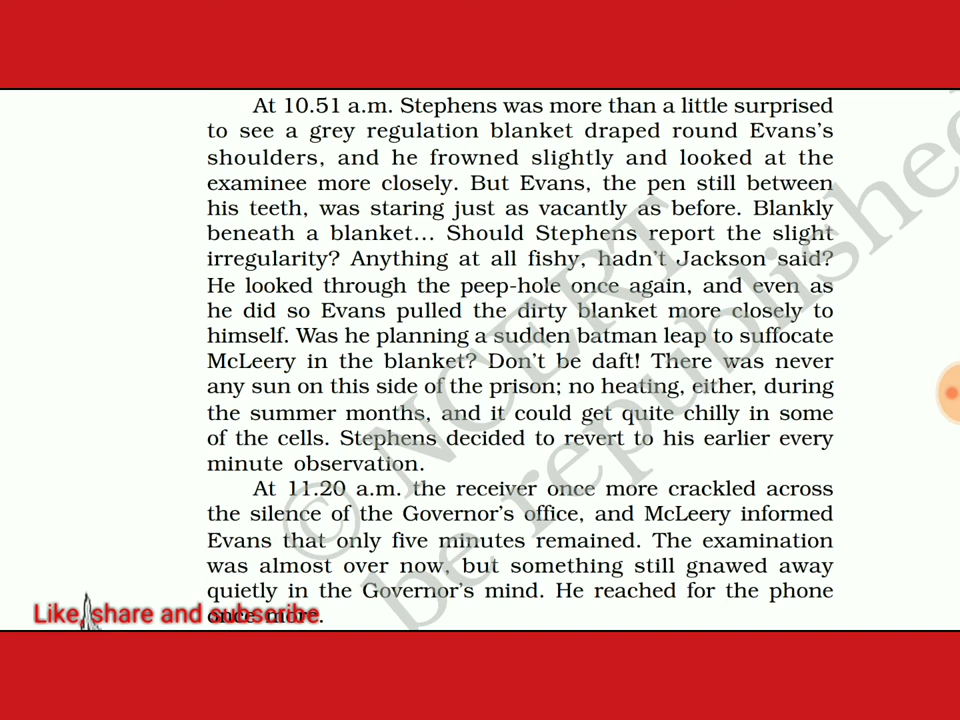 At 10.51 a.m. Stephens was more than a little surprised
to see a grey regulation blanket draped round Evans's
shoulders, and he frowned slightly and looked at the
examinee more closely. But Evans, the pen still between
his teeth, was staring just as vacantly as before. Blankly
beneath a blanket... Should Stephens report the slight
irregularity? Anything at all fishy, hadn't Jackson said?
He looked through the peep-hole once again, and even as
he did so Evans pulled the dirty blanket more closely to
himself. Was he planning a sudden batman leap to suffocate
McLeery in the blanket? Don't be daft! There was never
any sun on this side of the prison; no heating, either, during
the summer months, and it could get quite chilly in some
of the cells. Stephens decided to revert to his earlier every
minute observation.
At 11.20 a.m. the receiver once more crackled across
the silence of the Governor's office, and McLeery informed
Evans that only five minutes remained. The examination
was almost over now, but something still gnawed away
quietly in the Governor's mind. He reached for the phone
once more.
Like, share and subscribe
© NCERT
be republished